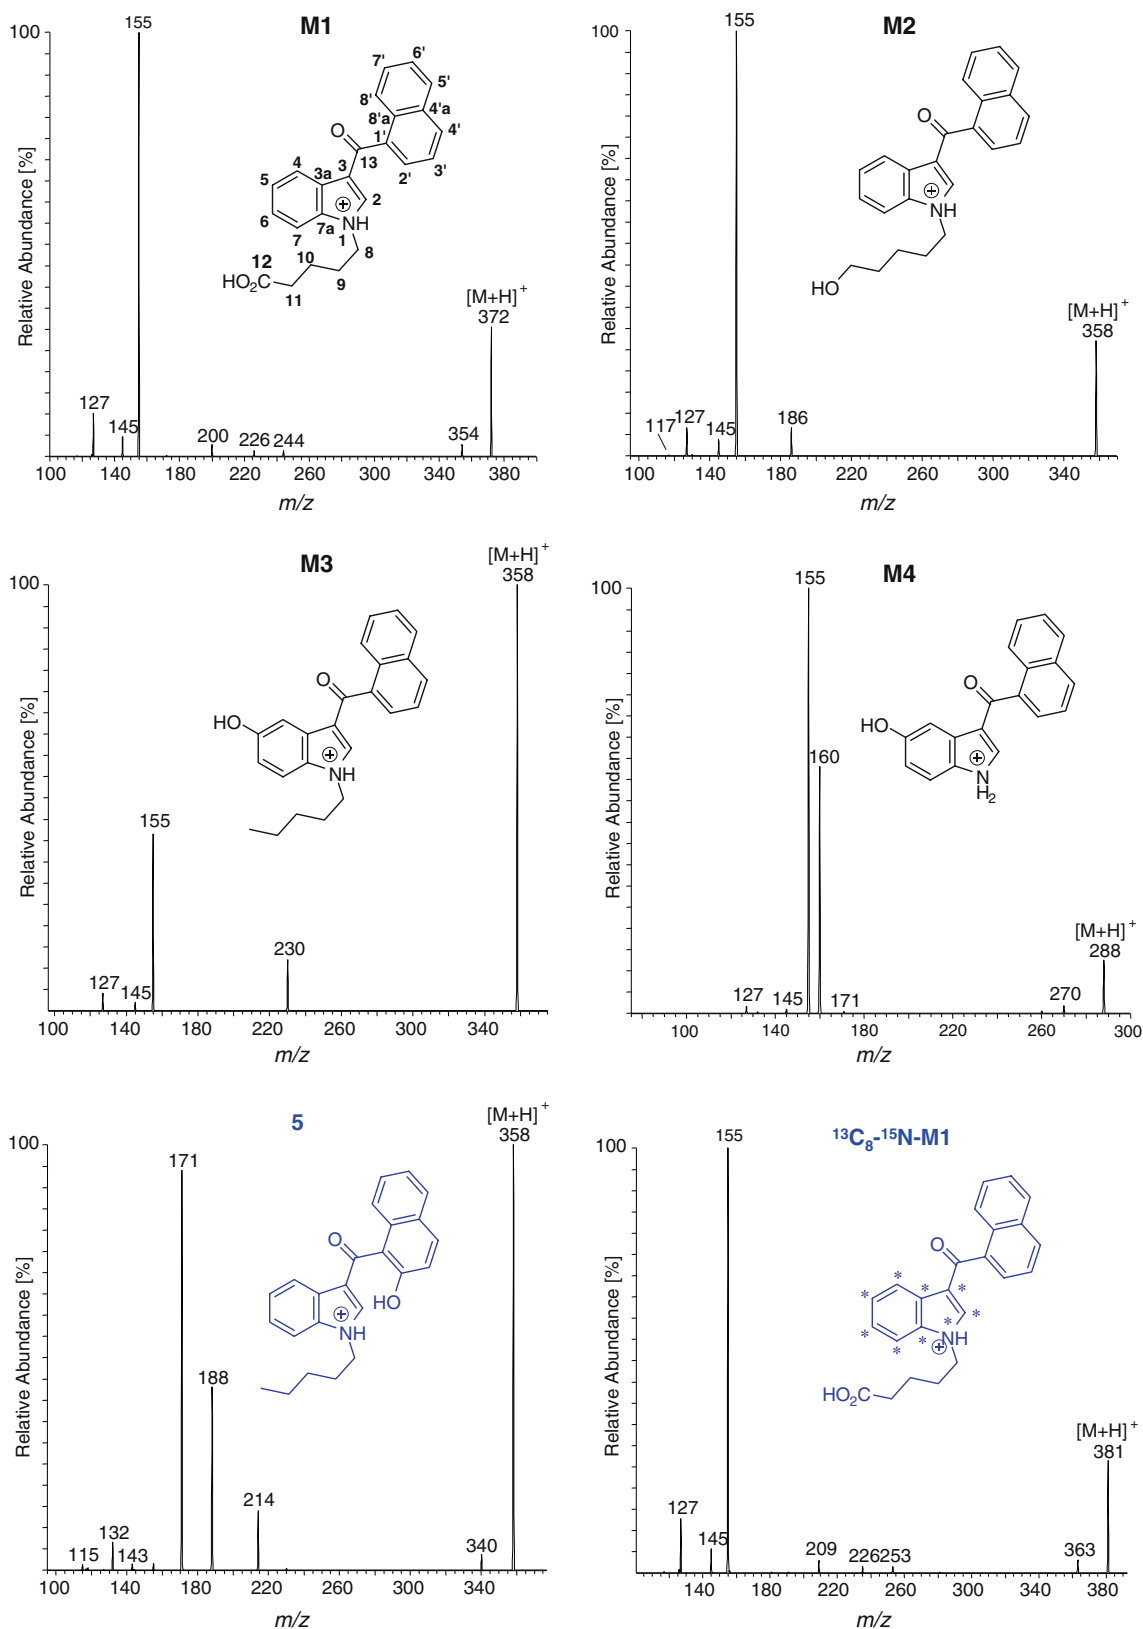 M1
100
155
[M+H]+
372
127
145
200
226
244
354
7'
6'
5'
8'
4'a
8'a
4'
1'
3'
2'
O
13
3
4
3a
5
2
6
7a
7
NH
1
8
10
12
HO2C
9
11
Relative Abundance [%]
100 140 180 220 260 300 340 380
m/z
M2
100
155
[M+H]+
358
117
127
145
186
O
NH
HO
Relative Abundance [%]
100 140 180 220 260 300 340
m/z
M3
100
[M+H]+
358
155
127
145
230
O
HO
NH
Relative Abundance [%]
100 140 180 220 260 300 340
m/z
M4
100
155
160
[M+H]+
288
127
145
171
270
O
HO
N
H2
Relative Abundance [%]
100 140 180 220 260 300
m/z
5
100
[M+H]+
358
171
188
214
132
115
143
340
O
HO
NH
Relative Abundance [%]
100 140 180 220 260 300 340
m/z
13C8-15N-M1
100
155
[M+H]+
381
127
145
209
226
253
363
O
* * * * * * * * *
NH
HO2C
Relative Abundance [%]
140 180 220 260 300 340 380
m/z